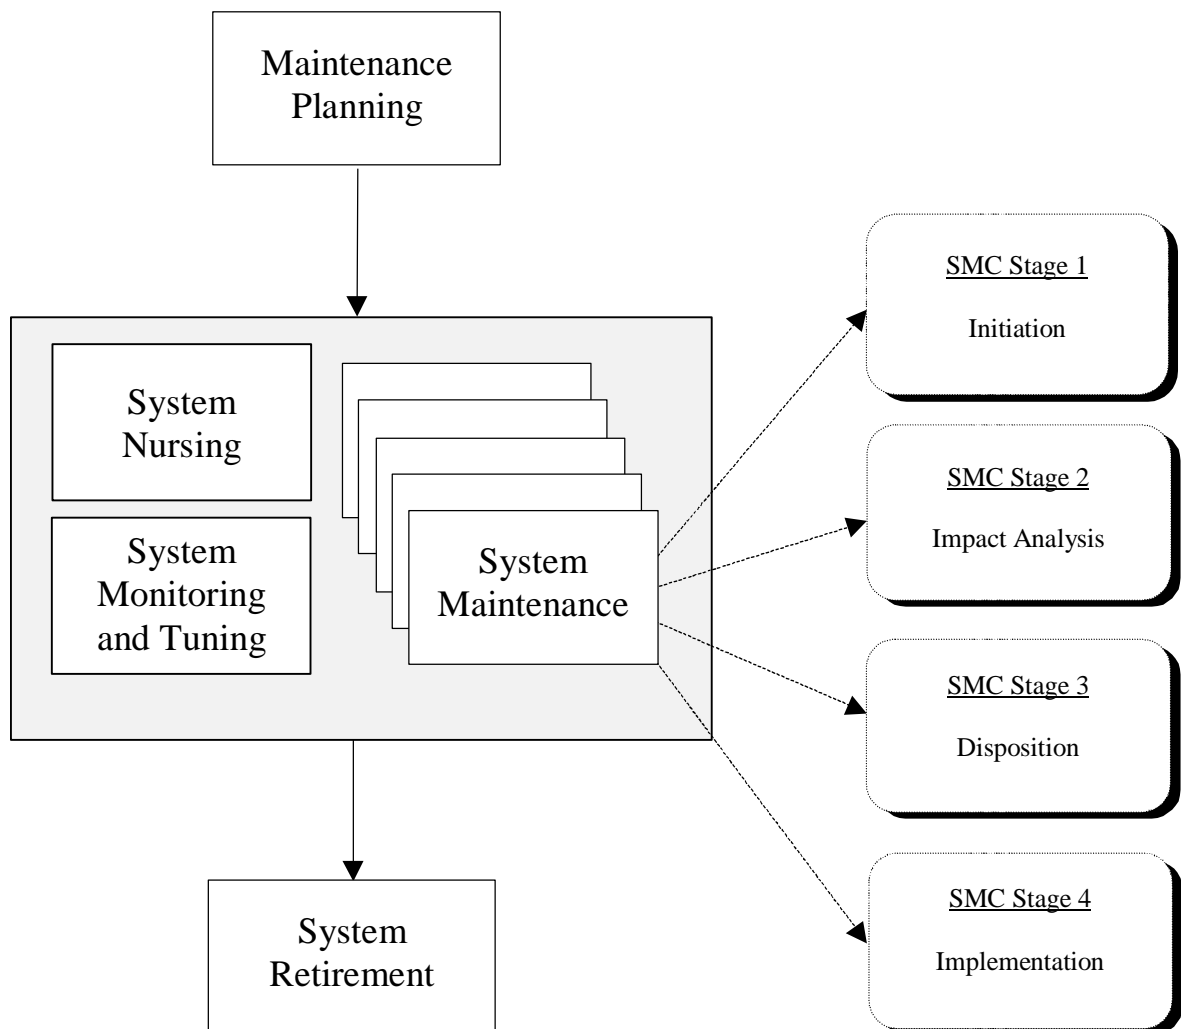 Maintenance
Planning
System
Nursing
System
Monitoring
and Tuning
System
Maintenance
System
Retirement
SMC Stage 1
Initiation
SMC Stage 2
Impact Analysis
SMC Stage 3
Disposition
SMC Stage 4
Implementation